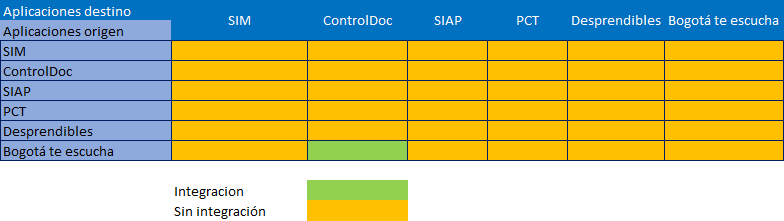 Aplicaciones destino
SIM ControlDoc SIAP PCT Desprendibles Bogotá te escucha
Aplicaciones origen
SIM
ControlDoc
SIAP
PCT
Desprendibles
Bogotá te escucha
Integracion
Sin integración